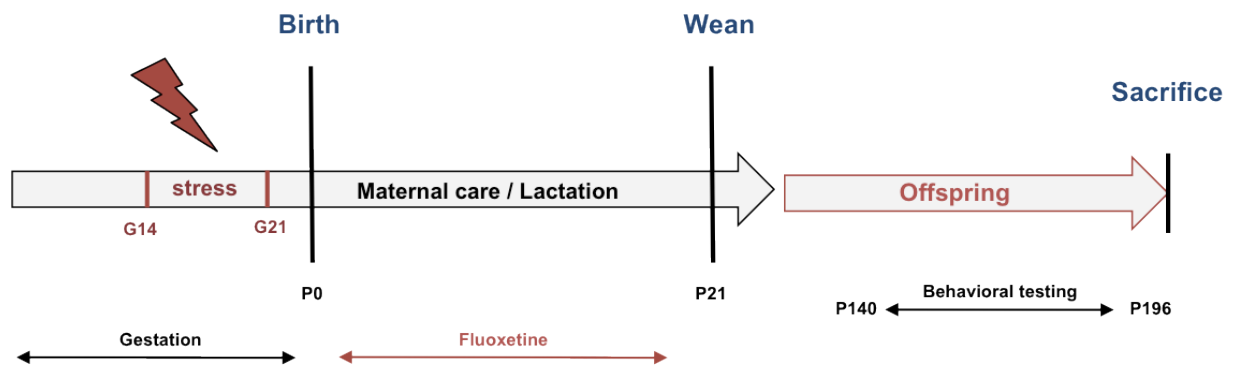 Birth
Wean
Sacrifice
stress
Maternal care / Lactation
Offspring
G14
G21
P0
P21
Behavioral testing
P140
P196
Gestation
Fluoxetine